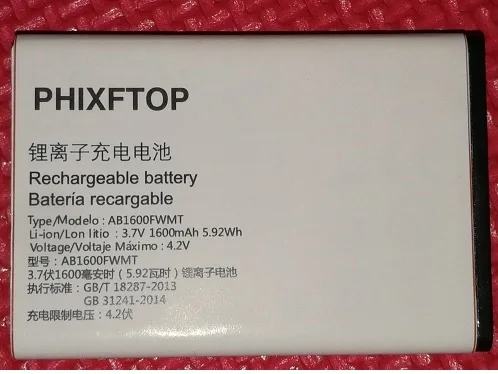 PHIXFTOP
锂离子充电电池
Rechargeable battery
Batería recargable
Type/Modelo : AB1600FWMT
Li-ion/Lon litio : 3.7V 1600mAh 5.92Wh
Voltage/Voltaje Máximo : 4.2V
型号: AB1600FWMT
3.7伏1600毫安时 (5.92瓦时) 锂离子电池
执行标准: GB/T 18287-2013
GB 31241-2014
充电限制电压: 4.2伏